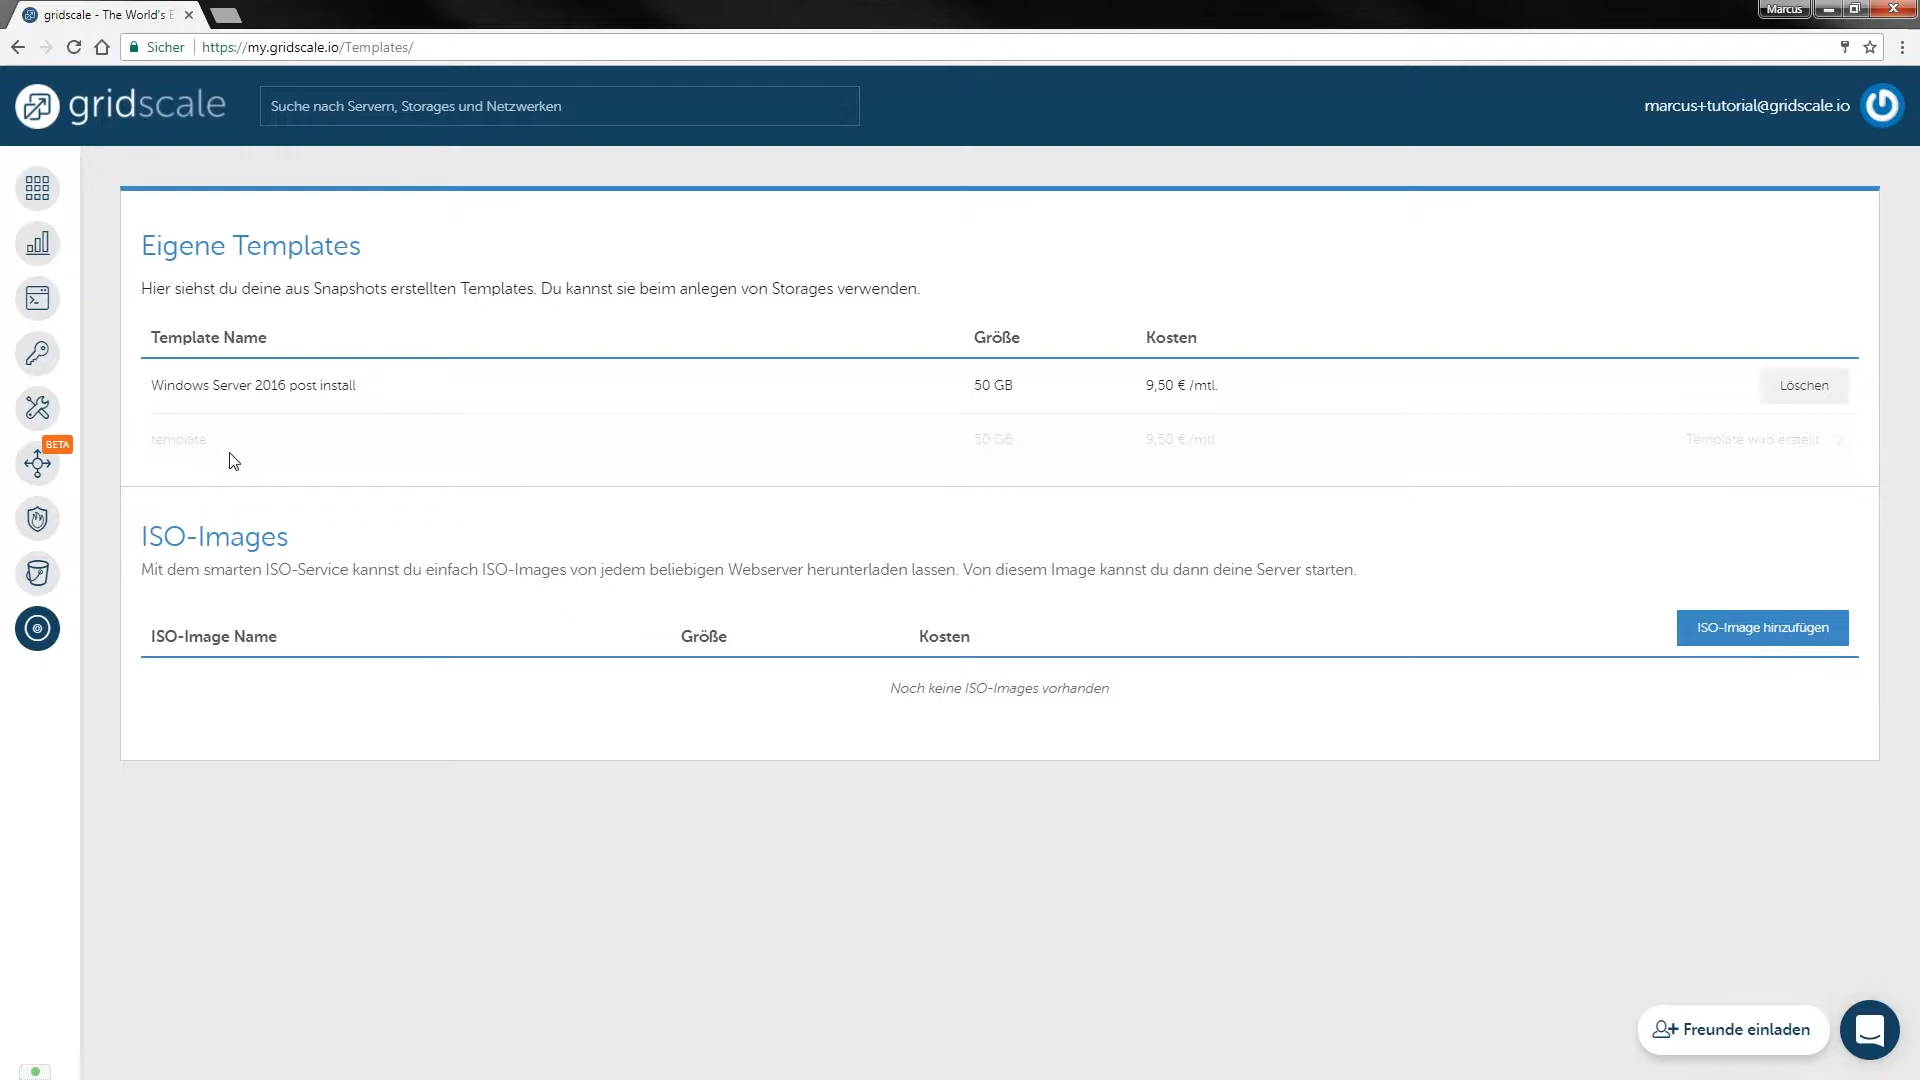 gridscale - The World's E
Marcus
Sicher
https://my.gridscale.io/Templates/
gridscale
Suche nach Servern, Storages und Netzwerken
marcus+tutorial@gridscale.io
Eigene Templates
Hier siehst du deine aus Snapshots erstellten Templates. Du kannst sie beim anlegen von Storages verwenden.
Template Name Größe Kosten
Windows Server 2016 post install 50 GB 9,50 € /mtl. Löschen
template 50 GB 9,50 € /mtl Template wird erstellt
BETA
ISO-Images
Mit dem smarten ISO-Service kannst du einfach ISO-Images von jedem beliebigen Webserver herunterladen lassen. Von diesem Image kannst du dann deine Server starten.
ISO-Image hinzufügen
ISO-Image Name Größe Kosten
Noch keine ISO-Images vorhanden
Freunde einladen